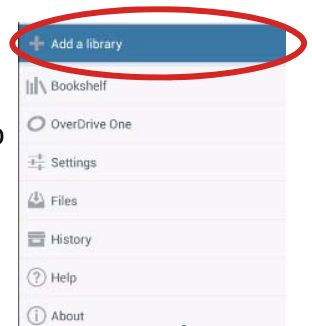 Add a library
Bookshelf
OverDrive One
Settings
Files
History
Help
About